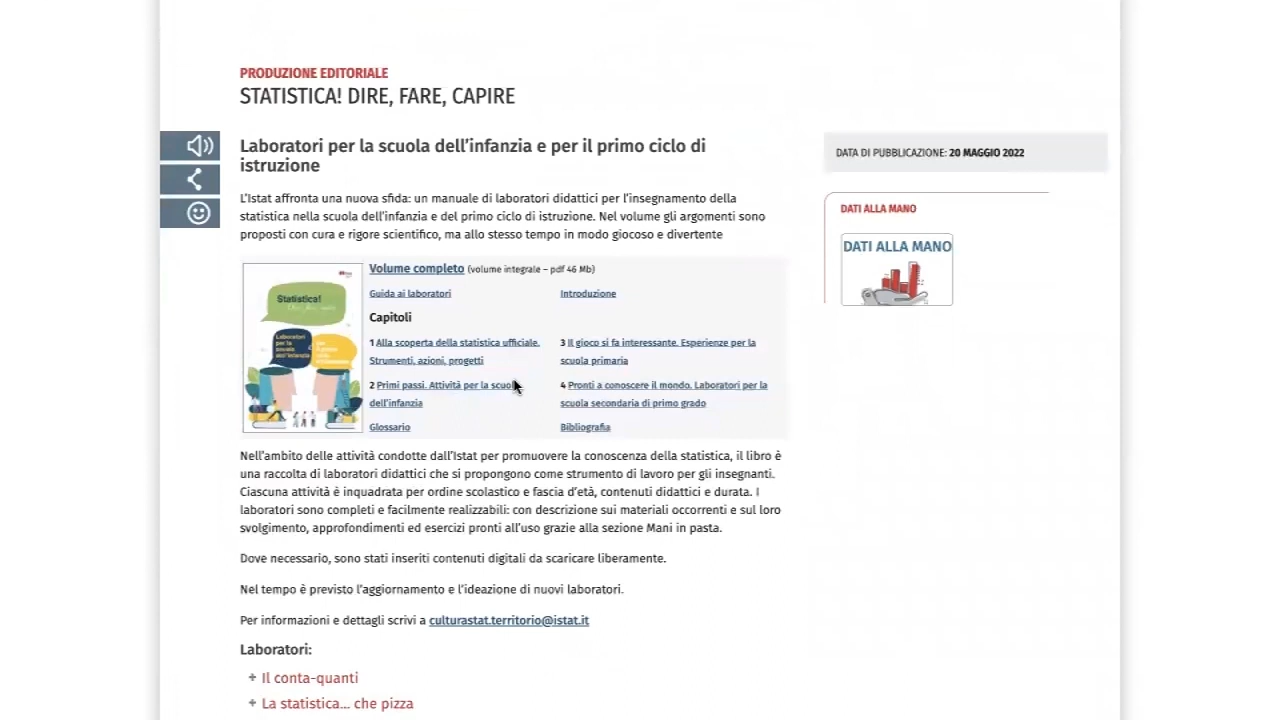 PRODUZIONE EDITORIALE
STATISTICA! DIRE, FARE, CAPIRE
Laboratori per la scuola dell’infanzia e per il primo ciclo di
istruzione
L’Istat affronta una nuova sfida: un manuale di laboratori didattici per l’insegnamento della
statistica nella scuola dell’infanzia e del primo ciclo di istruzione. Nel volume gli argomenti sono
proposti con cura e rigore scientifico, ma allo stesso tempo in modo giocoso e divertente
DATA DI PUBBLICAZIONE: 20 MAGGIO 2022
DATI ALLA MANO
DATI ALLA MANO
Statistica!
Laboratori
per la
scuola
dell'infanzia
Volume completo (volume integrale – pdf 46 Mb)
Guida ai laboratori
Introduzione
Capitoli
1 Alla scoperta della statistica ufficiale.
Strumenti, azioni, progetti
3 Il gioco si fa interessante. Esperienze per la
scuola primaria
2 Primi passi. Attività per la scuola
dell’infanzia
4 Pronti a conoscere il mondo. Laboratori per la
scuola secondaria di primo grado
Glossario
Bibliografia
Nell’ambito delle attività condotte dall’Istat per promuovere la conoscenza della statistica, il libro è
una raccolta di laboratori didattici che si propongono come strumento di lavoro per gli insegnanti.
Ciascuna attività è inquadrata per ordine scolastico e fascia d’età, contenuti didattici e durata. I
laboratori sono completi e facilmente realizzabili: con descrizione sui materiali occorrenti e sul loro
svolgimento, approfondimenti ed esercizi pronti all’uso grazie alla sezione Mani in pasta.
Dove necessario, sono stati inseriti contenuti digitali da scaricare liberamente.
Nel tempo è previsto l’aggiornamento e l’ideazione di nuovi laboratori.
Per informazioni e dettagli scrivi a culturastat.territorio@istat.it
Laboratori:
+ Il conta-quanti
+ La statistica... che pizza